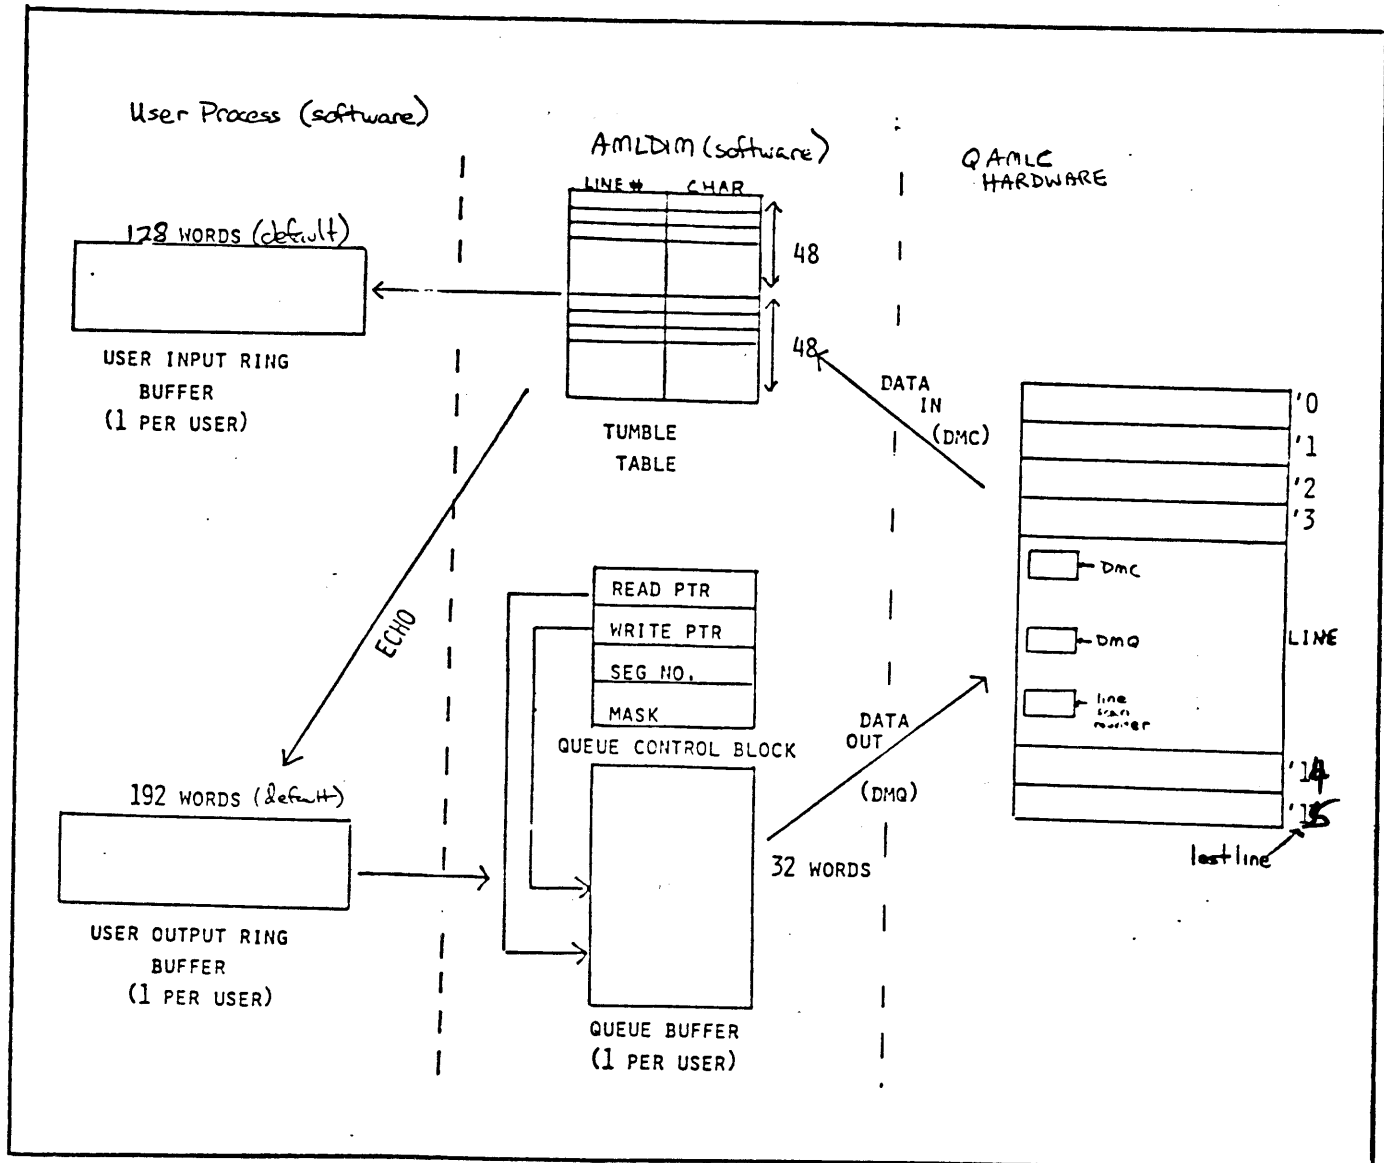 User Process (software)
AMLDIM (software)
QAMLC
HARDWARE
LINE # CHAR
128 WORDS (default)
48
48
USER INPUT RING
BUFFER
(1 PER USER)
TUMBLE
TABLE
DATA
IN
(DMC)
'0
'1
'2
'3
DMC
DMQ
LINE
line
ECHO
READ PTR
WRITE PTR
SEG NO.
MASK
QUEUE CONTROL BLOCK
DATA
OUT
(DMQ)
'14
'15
last line
192 WORDS (default)
32 WORDS
USER OUTPUT RING
BUFFER
(1 PER USER)
QUEUE BUFFER
(1 PER USER)